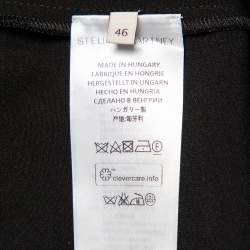 46
STELLA McCARTNEY
MADE IN HUNGARY
FABRIQUE EN HONGRIE
HERGESTELLT IN UNGARN
HECHO EN HUNGRIA
СДЕЛАНО В ВЕНГРИИ
ハンガリー製
产地:匈牙利
clevercare.info